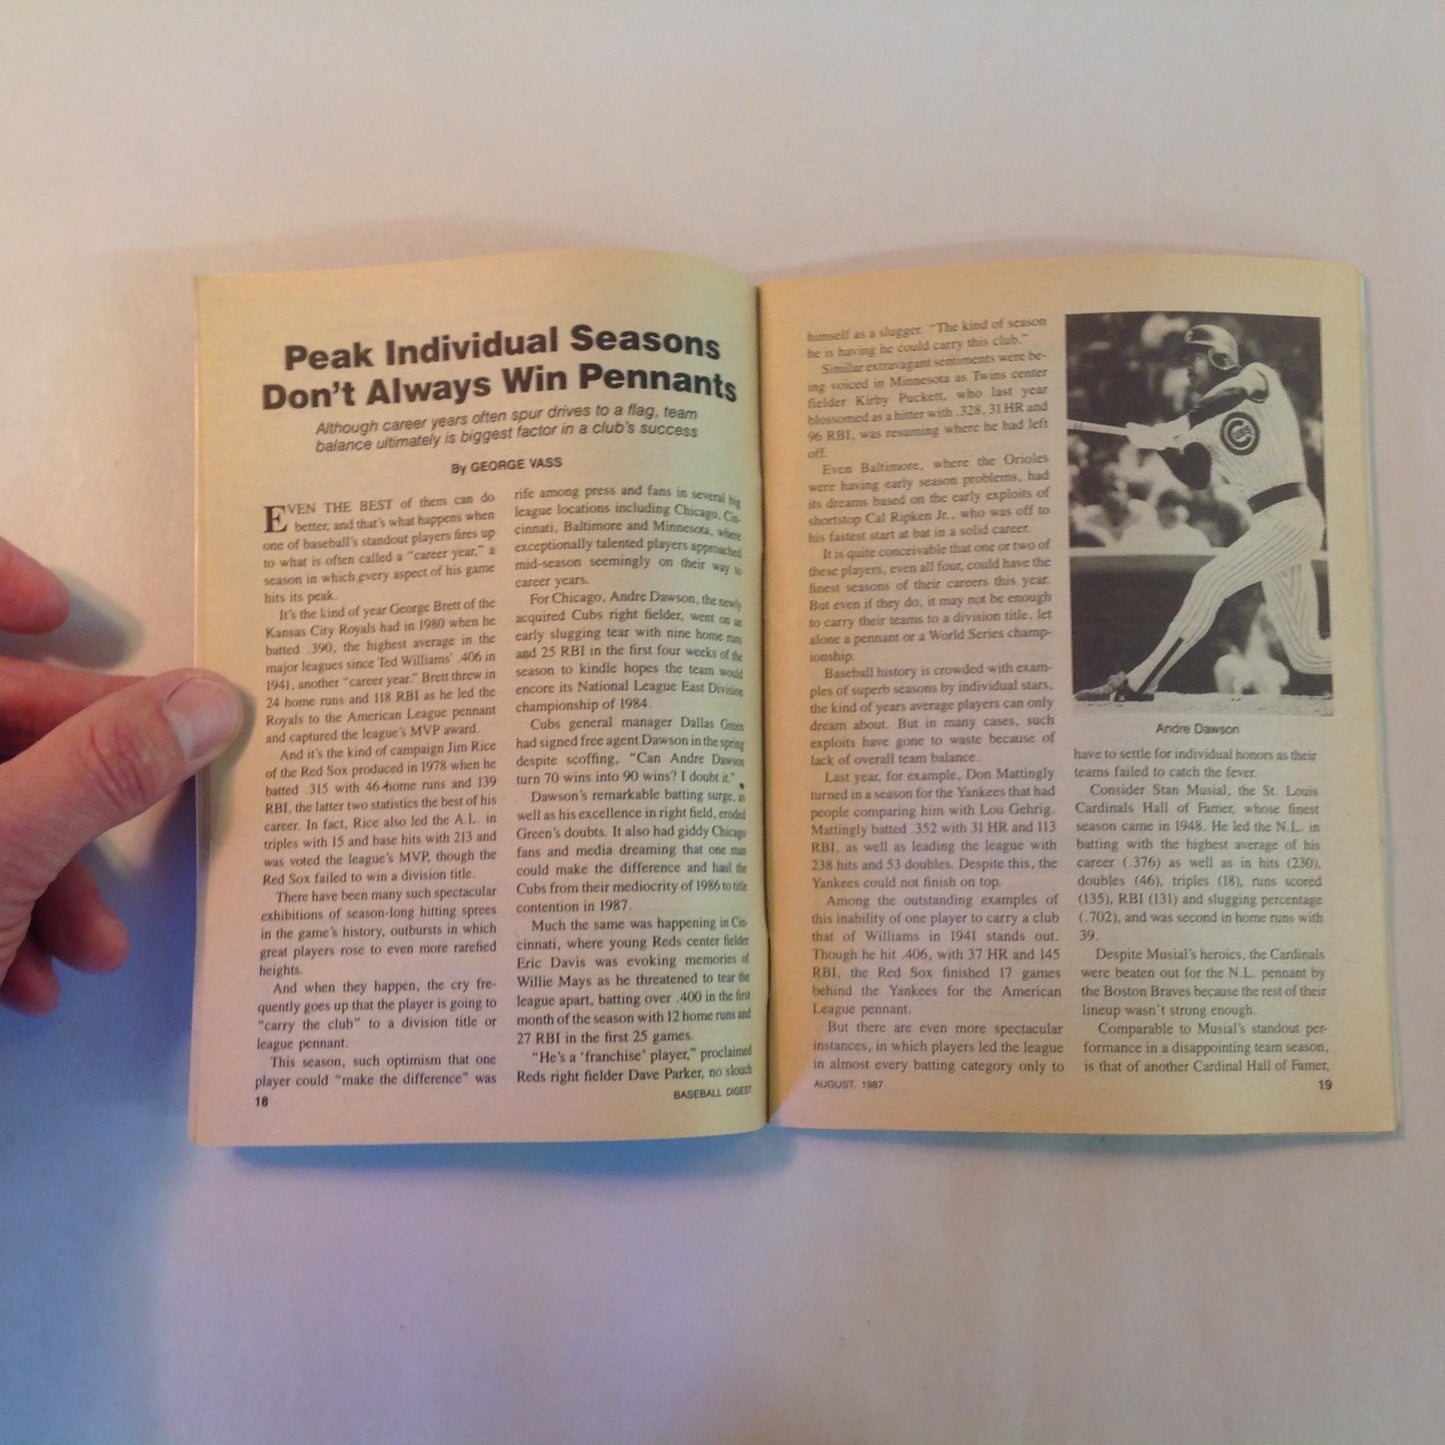 Peak Individual Seasons
Don't Always Win Pennants
Although career years often spur drives to a flag, team
balance ultimately is biggest factor in a club's success
By GEORGE VASS
EVEN THE BEST of them can do
better, and that's what happens when
one of baseball's standout players fires up
to what is often called a "career year," a
season in which every aspect of his game
hits its peak.
It's the kind of year George Brett of the
Kansas City Royals had in 1980 when he
batted .390, the highest average in the
major leagues since Ted Williams' .406 in
1941, another "career year." Brett threw in
24 home runs and 118 RBI as he led the
Royals to the American League pennant
and captured the league's MVP award.
And it's the kind of campaign Jim Rice
of the Red Sox produced in 1978 when he
batted .315 with 46 home runs and 139
RBI, the latter two statistics the best of his
career. In fact, Rice also led the A.L. in
triples with 15 and base hits with 213 and
was voted the league's MVP, though the
Red Sox failed to win a division title.
There have been many such spectacular
exhibitions of season-long hitting sprees
in the game's history, outbursts in which
great players rose to even more rarefied
heights.
And when they happen, the cry fre-
quently goes up that the player is going to
"carry the club" to a division title or
league pennant.
This season, such optimism that one
player could "make the difference" was
18
rife among press and fans in several big
league locations including Chicago, Cin-
cinnati, Baltimore and Minnesota, where
exceptionally talented players approached
mid-season seemingly on their way to
career years.
For Chicago, Andre Dawson, the newly
acquired Cubs right fielder, went on an
early slugging tear with nine home runs
and 25 RBI in the first four weeks of the
season to kindle hopes the team would
encore its National League East Division
championship of 1984.
Cubs general manager Dallas Green
had signed free agent Dawson in the spring
despite scoffing, "Can Andre Dawson
turn 70 wins into 90 wins? I doubt it."
Dawson's remarkable batting surge, as
well as his excellence in right field, eroded
Green's doubts. It also had giddy Chicago
fans and media dreaming that one man
could make the difference and haul the
Cubs from their mediocrity of 1986 to title
contention in 1987.
Much the same was happening in Cin-
cinnati, where young Reds center fielder
Eric Davis was evoking memories of
Willie Mays as he threatened to tear the
league apart, batting over .400 in the first
month of the season with 12 home runs and
27 RBI in the first 25 games.
"He's a 'franchise' player," proclaimed
Reds right fielder Dave Parker, no slouch
BASEBALL DIGEST
himself as a slugger. "The kind of season
he is having he could carry this club."
Similar extravagant sentiments were be-
ing voiced in Minnesota as Twins center
fielder Kirby Puckett, who last year
blossomed as a hitter with .328, 31 HR and
96 RBI, was resuming where he had left
off.
Even Baltimore, where the Orioles
were having early season problems, had
its dreams based on the early exploits of
shortstop Cal Ripken Jr., who was off to
his fastest start at bat in a solid career.
It is quite conceivable that one or two of
these players, even all four, could have the
finest seasons of their careers this year.
But even if they do, it may not be enough
to carry their teams to a division title, let
alone a pennant or a World Series champ-
ionship.
Baseball history is crowded with exam-
ples of superb seasons by individual stars,
the kind of years average players can only
dream about. But in many cases, such
exploits have gone to waste because of
lack of overall team balance.
Last year, for example, Don Mattingly
turned in a season for the Yankees that had
people comparing him with Lou Gehrig.
Mattingly batted .352 with 31 HR and 113
RBI, as well as leading the league with
238 hits and 53 doubles. Despite this, the
Yankees could not finish on top.
Among the outstanding examples of
this inability of one player to carry a club
that of Williams in 1941 stands out.
Though he hit .406, with 37 HR and 145
RBI, the Red Sox finished 17 games
behind the Yankees for the American
League pennant.
But there are even more spectacular
instances, in which players led the league
in almost every batting category only to
AUGUST, 1987
CUBS
Andre Dawson
have to settle for individual honors as their
teams failed to catch the fever.
Consider Stan Musial, the St. Louis
Cardinals Hall of Famer, whose finest
season came in 1948. He led the N.L. in
batting with the highest average of his
career (.376) as well as in hits (230),
doubles (46), triples (18), runs scored
(135), RBI (131) and slugging percentage
(.702), and was second in home runs with
39.
Despite Musial's heroics, the Cardinals
were beaten out for the N.L. pennant by
the Boston Braves because the rest of their
lineup wasn't strong enough.
Comparable to Musial's standout per-
formance in a disappointing team season,
is that of another Cardinal Hall of Famer,
19